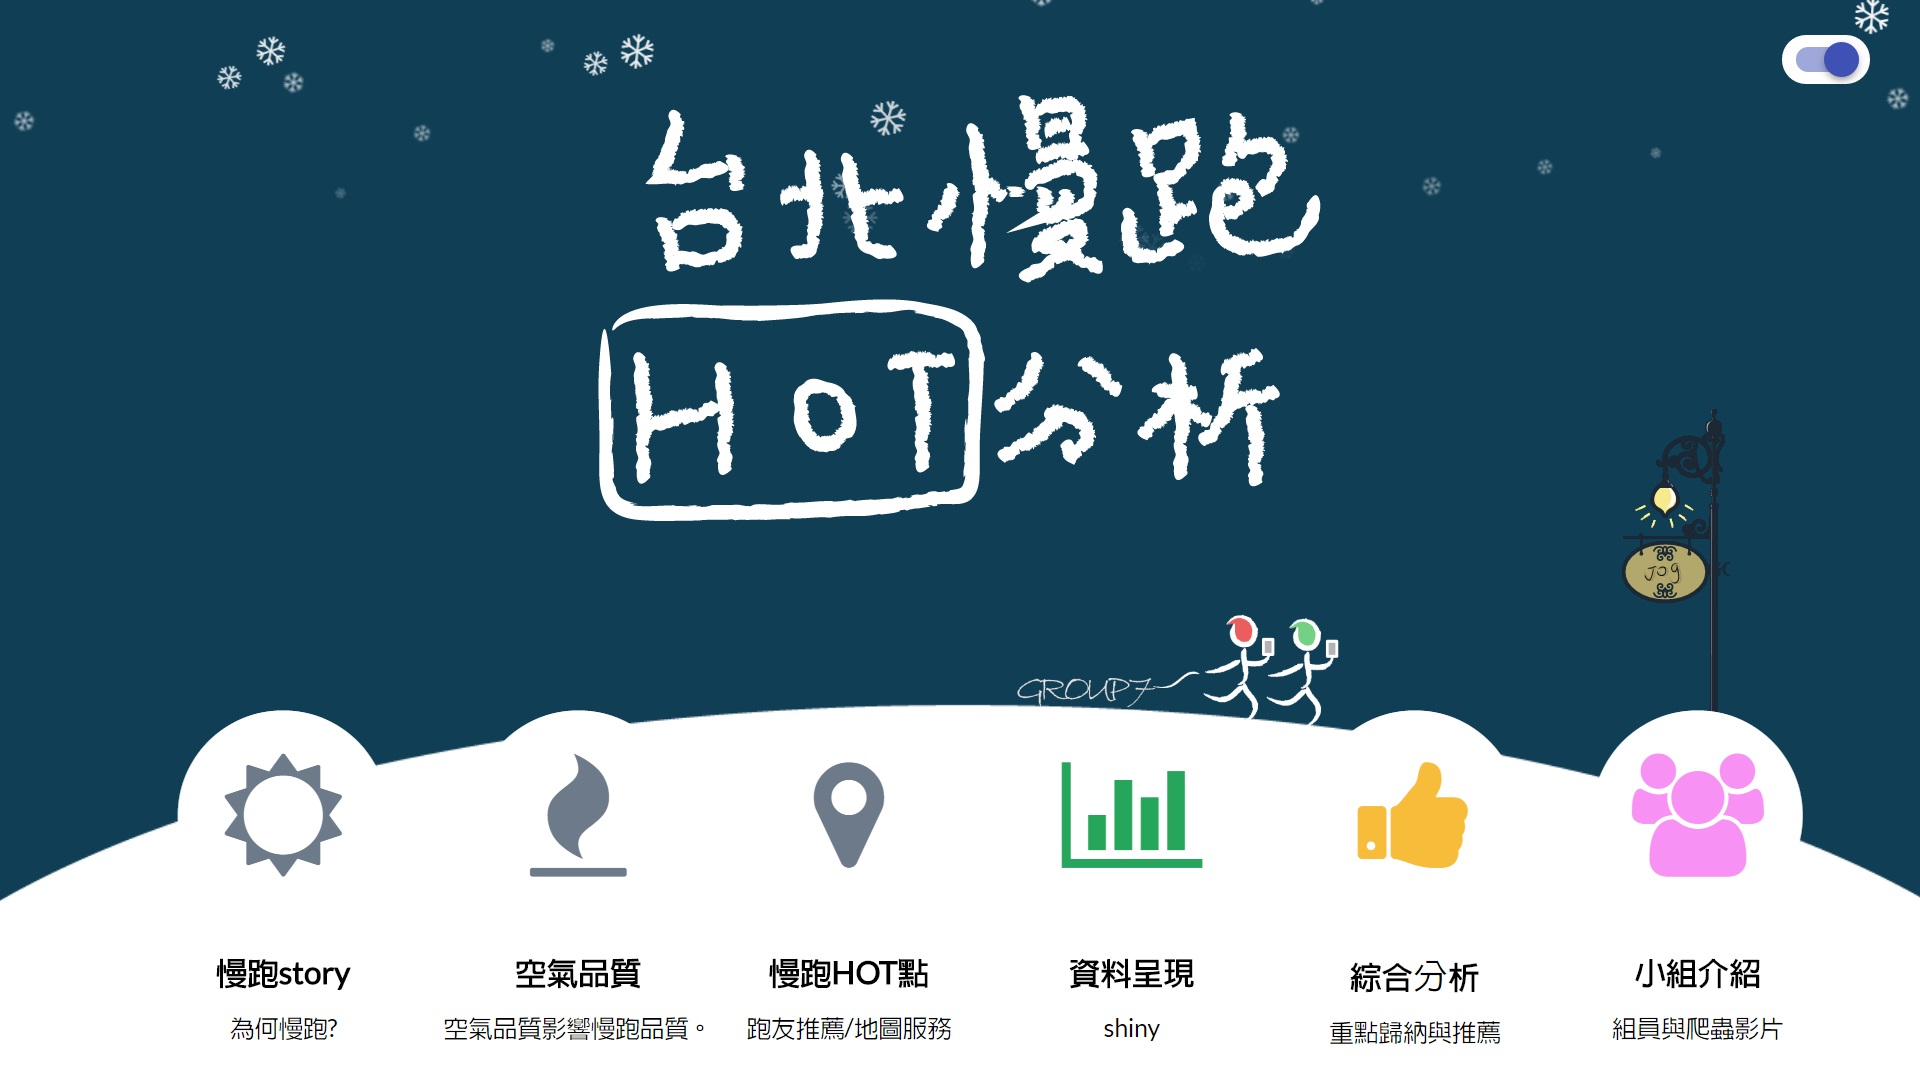 台北慢跑
HOT分析
Jog
GROUP7
慢跑story
為何慢跑?
空氣品質
空氣品質影響慢跑品質。
慢跑HOT點
跑友推薦/地圖服務
資料呈現
shiny
綜合分析
重點歸納與推薦
小組介紹
組員與爬蟲影片